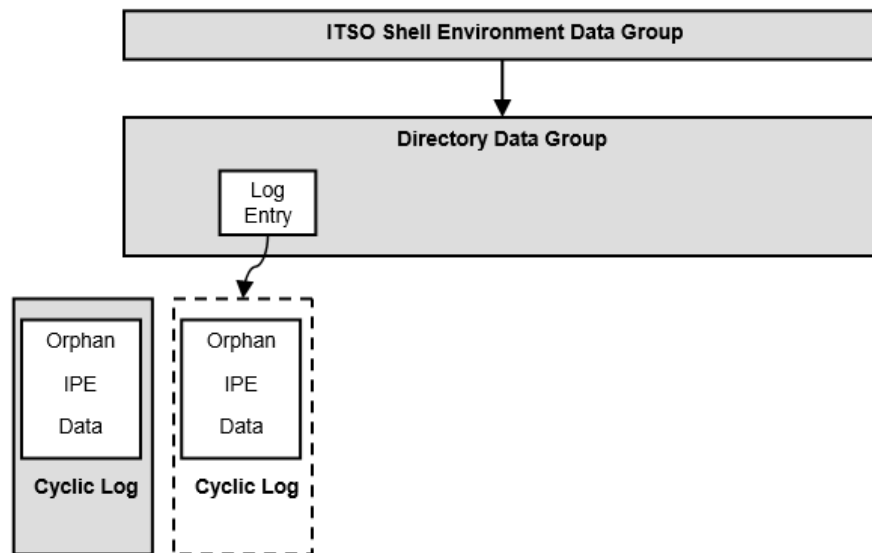 ITSO Shell Environment Data Group
Directory Data Group
Log
Entry
Orphan
IPE
Data
Cyclic Log
Orphan
IPE
Data
Cyclic Log